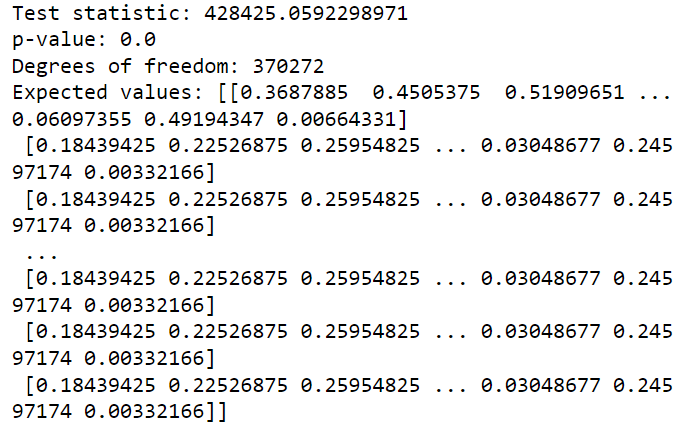 Test statistic: 428425.0592298971
p-value: 0.0
Degrees of freedom: 370272
Expected values: [[0.3687885  0.4505375  0.51909651 ...
0.06097355 0.49194347 0.00664331]
 [0.18439425 0.22526875 0.25954825 ... 0.03048677 0.245
97174 0.00332166]
 [0.18439425 0.22526875 0.25954825 ... 0.03048677 0.245
97174 0.00332166]
 ...
 [0.18439425 0.22526875 0.25954825 ... 0.03048677 0.245
97174 0.00332166]
 [0.18439425 0.22526875 0.25954825 ... 0.03048677 0.245
97174 0.00332166]
 [0.18439425 0.22526875 0.25954825 ... 0.03048677 0.245
97174 0.00332166]]